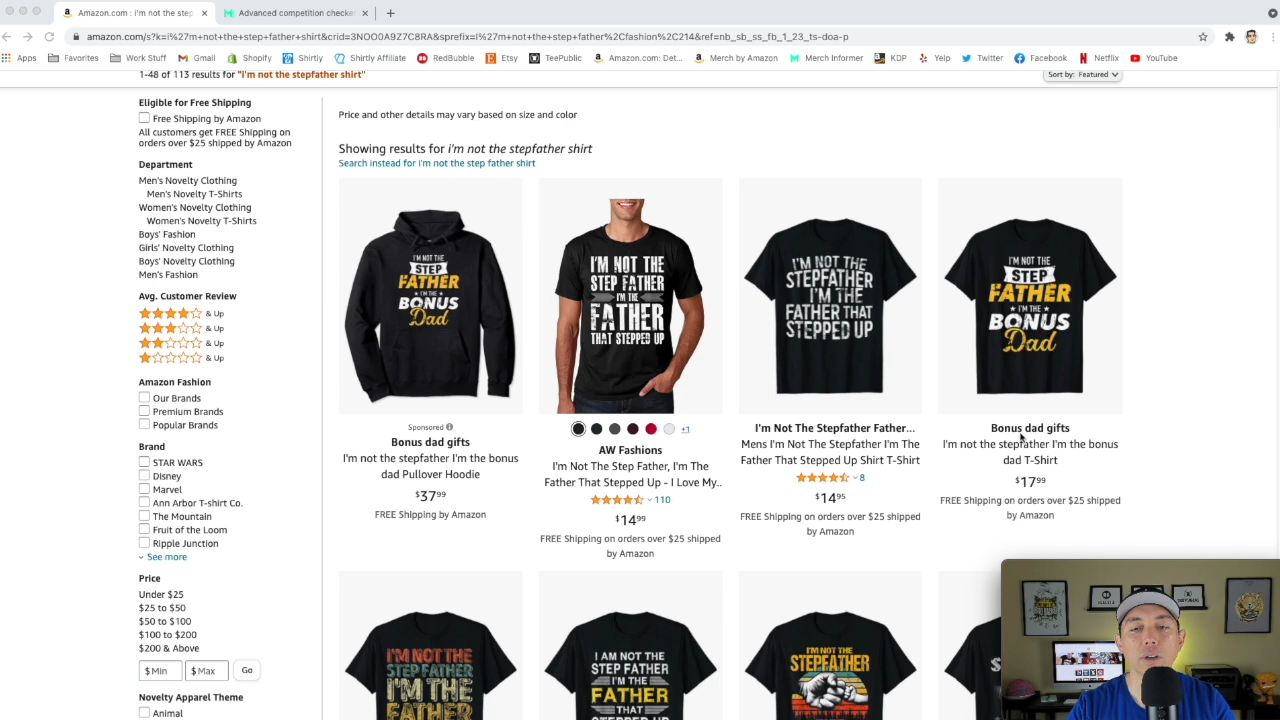 Amazon.com : i'm not the step
Advanced competition checker
amazon.com/s?k=i%27m+not+the+step+father+shirt&crid=3NOO0A9Z7C8RA&sprefix=i%27m+not+the+step+father+%2Cfashion%2C214&ref=nb_sb_ss_fb_1_23_ts-doa-p
Apps
Favorites
Work Stuff
Gmail
Shopify
Shirtly
Shirtly Affiliate
RedBubble
Etsy
TeePublic
Amazon.com: Det...
Merch by Amazon
Merch Informer
KDP
Yelp
Twitter
Facebook
Netflix
YouTube
1-48 of 113 results for "i'm not the stepfather shirt"
Sort by: Featured
Eligible for Free Shipping
Free Shipping by Amazon
All customers get FREE Shipping on
orders over $25 shipped by Amazon
Department
Men's Novelty Clothing
Men's Novelty T-Shirts
Women's Novelty Clothing
Women's Novelty T-Shirts
Boys' Fashion
Girls' Novelty Clothing
Boys' Novelty Clothing
Men's Fashion
Avg. Customer Review
& Up
& Up
& Up
& Up
Amazon Fashion
Our Brands
Premium Brands
Popular Brands
Brand
STAR WARS
Disney
Marvel
Ann Arbor T-shirt Co.
The Mountain
Fruit of the Loom
Ripple Junction
See more
Price
Under $25
$25 to $50
$50 to $100
$100 to $200
$200 & Above
$ Min
$ Max
Go
Novelty Apparel Theme
Animal
Price and other details may vary based on size and color
Showing results for i'm not the stepfather shirt
Search instead for i'm not the step father shirt
I'M NOT THE
STEP
FATHER
I'M THE
BONUS
Dad
Sponsored
Bonus dad gifts
I'm not the stepfather I'm the bonus
dad Pullover Hoodie
$37.99
FREE Shipping by Amazon
I'M NOT THE
STEP FATHER
I'M THE
FATHER
THAT STEPPED UP
+1
AW Fashions
I'm Not The Step Father, I'm The
Father That Stepped Up - I Love My..
110
$14.99
FREE Shipping on orders over $25 shipped
by Amazon
I'M NOT THE
STEPFATHER
I'M THE
FATHER THAT
STEPPED UP
I'm Not The Stepfather Father...
Mens I'm Not The Stepfather I'm The
Father That Stepped Up Shirt T-Shirt
8
$14.95
FREE Shipping on orders over $25 shipped
by Amazon
I'M NOT THE
STEP
FATHER
I'M THE
BONUS
Dad
Bonus dad gifts
I'm not the stepfather I'm the bonus
dad T-Shirt
$17.99
FREE Shipping on orders over $25 shipped
by Amazon
I'M NOT THE
STEP FATHER
I'M THE
FATHER
I AM NOT THE
STEP FATHER
I'M THE
FATHER
THAT
I'M NOT THE
STEPFATHER